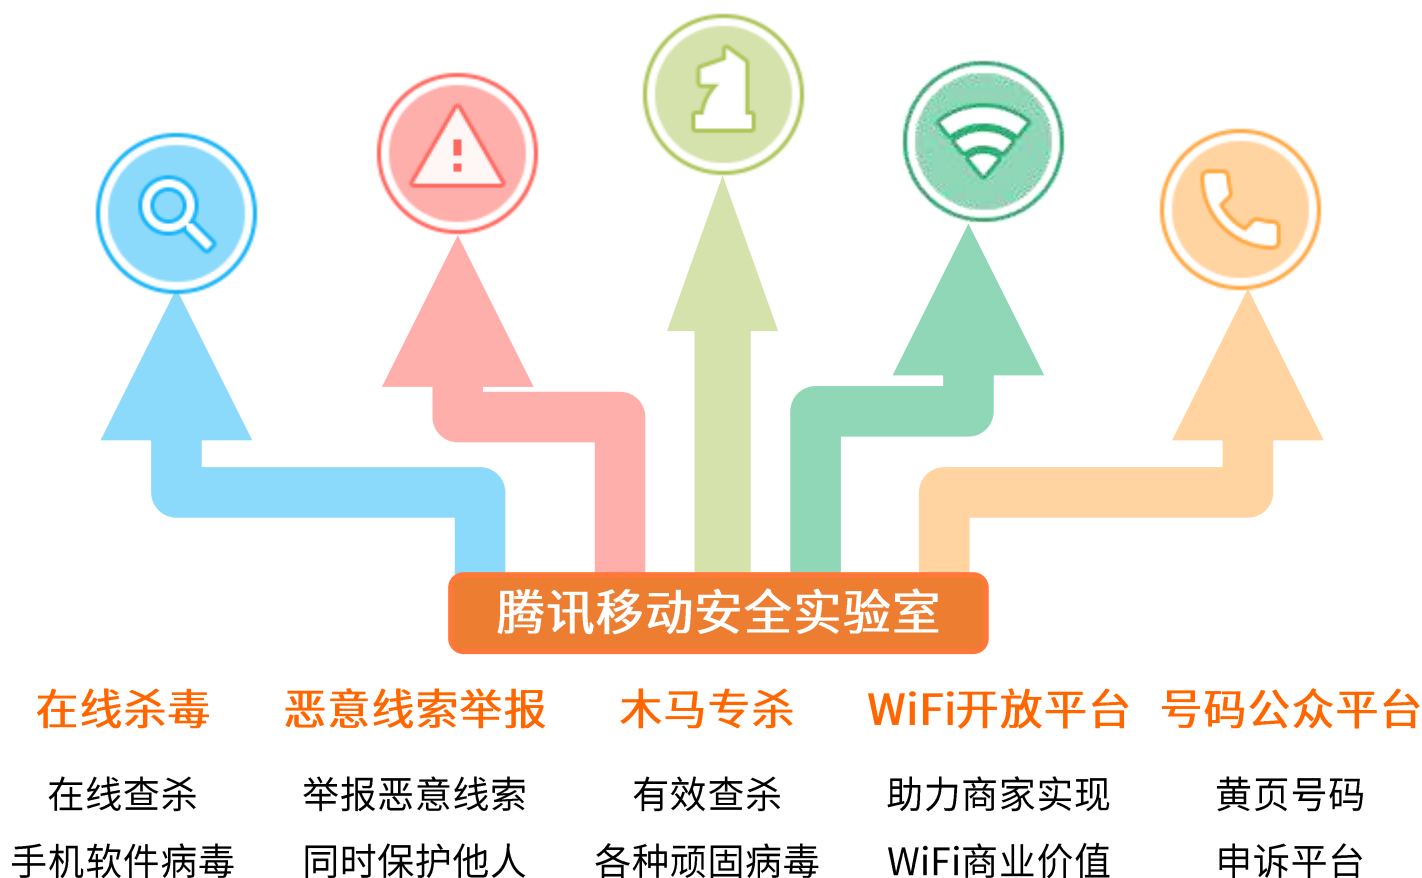 腾讯移动安全实验室
在线杀毒
恶意线索举报
木马专杀
WiFi开放平台
号码公众平台
在线查杀
手机软件病毒
举报恶意线索
同时保护他人
有效查杀
各种顽固病毒
助力商家实现
WiFi商业价值
黄页号码
申诉平台